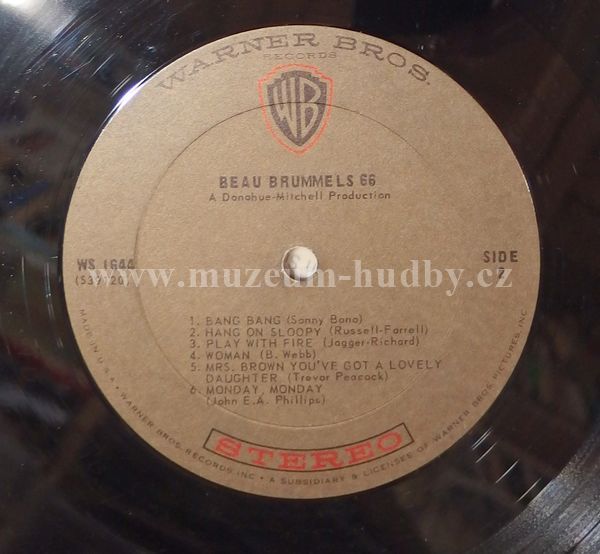 WARNER BROS.
RECORDS
WB
BEAU BRUMMELS 66
A Donohue-Mitchell Production
WS 1644
SIDE
(S39120)
www.muzeum-hudby.cz
1. BANG BANG (Sonny Bono)
2. HANG ON SLOOPY (Russell-Farrell)
3. PLAY WITH FIRE (Jagger-Richard)
4. WOMAN (B. Webb)
5. MRS. BROWN YOU'VE GOT A LOVELY
DAUGHTER (Trevor Peacock)
6. MONDAY, MONDAY
(John E.A. Phillips)
STEREO
MADE IN U.S.A. • WARNER BROS. RECORDS, INC. • A SUBSIDIARY & LICENSEE OF WARNER BROS. PICTURES, INC.